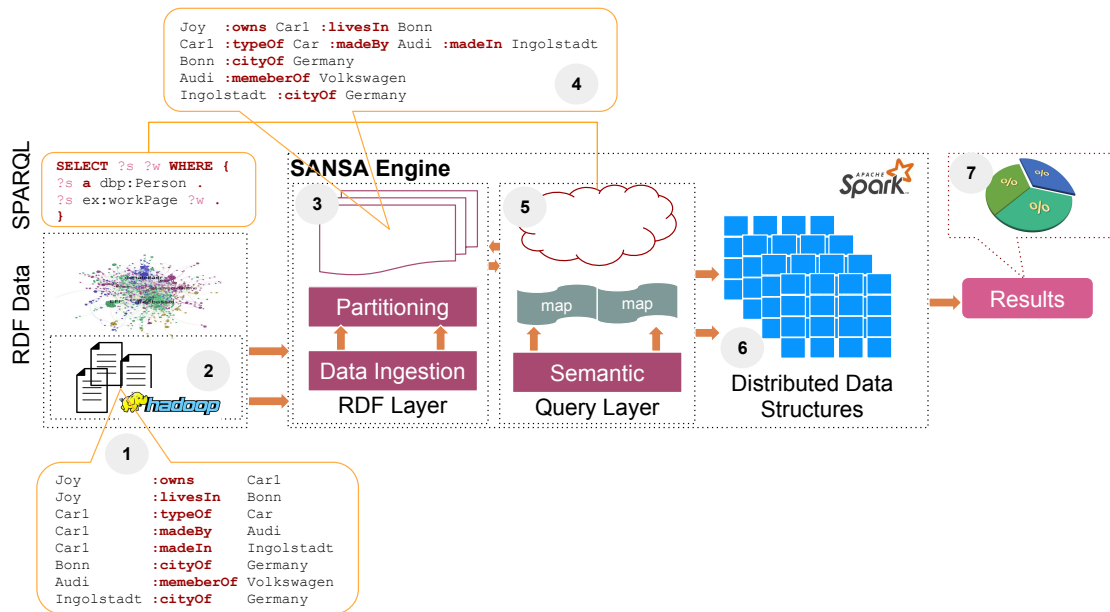 Joy :owns Car1 :livesIn Bonn
Car1 :typeOf Car :madeBy Audi :madeIn Ingolstadt
Bonn :cityOf Germany
Audi :memeberOf Volkswagen
Ingolstadt :cityOf Germany
4
SPARQL
SELECT ?s ?w WHERE {
?s a dbp:Person .
?s ex:workPage ?w .
}
RDF Data
2
hadoop
SANSA Engine
3
Partitioning
Data Ingestion
RDF Layer
5
map map
Semantic
Query Layer
APACHE
Spark
TM
6
Distributed Data
Structures
7
% % %
Results
1
Joy :owns Car1
Joy :livesIn Bonn
Car1 :typeOf Car
Car1 :madeBy Audi
Car1 :madeIn Ingolstadt
Bonn :cityOf Germany
Audi :memeberOf Volkswagen
Ingolstadt :cityOf Germany